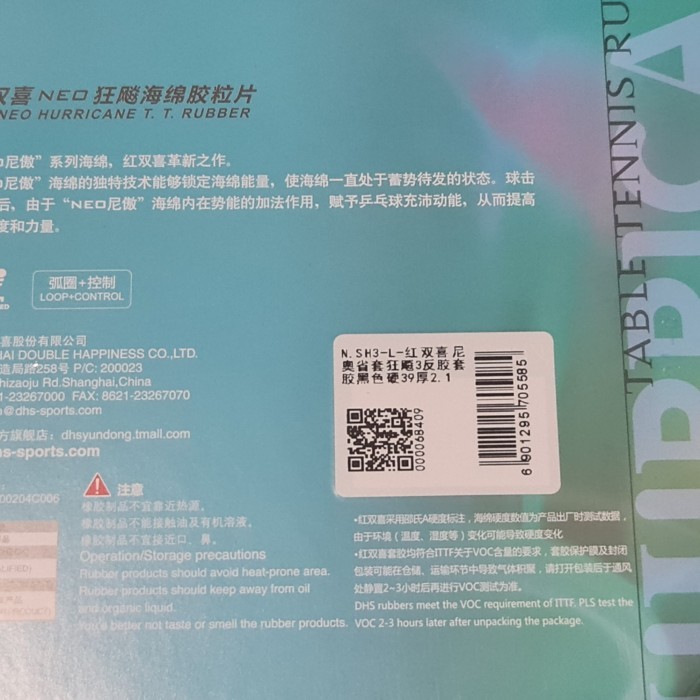 双喜 NEO 狂飚海绵胶粒片
NEO HURRICANE T. T. RUBBER
尼傲”系列海绵，红双喜革新之作。
尼傲”海绵的独特技术能够锁定海绵能量，使海绵一直处于蓄势待发的状态。球击
后，由于“NEO尼傲”海绵内在势能的加法作用，赋予乒乓球充沛动能，从而提高
度和力量。
弧圈+控制
LOOP+CONTROL
喜股份有限公司
HAI DOUBLE HAPPINESS CO.,LTD.
造局路258号 P/C: 200023
hizaoju Rd.Shanghai,China
1-23267000 FAX: 8621-23267070
@dhs-sports.com
方旗舰店：dhsyundong.tmall.com
hs-sports.com
00204C006
N.SH3-L-红双喜尼
奥省套狂飚3反胶套
胶黑色硬39厚2.1
000068409
6 901295 705585
注意
橡胶制品不宜靠近热源。
橡胶制品不能接触油及有机溶液。
橡胶制品不宜接近口、鼻。
Operation/Storage precautions
Rubber products should avoid heat-prone area.
Rubber products should keep away from oil
and organic liquid.
You's better not taste or smell the rubber products.
•红双喜采用邵氏A硬度标注，海绵硬度数值为产品出厂时测试数据，
由于环境（温度、湿度等）变化可能导致硬度变化
•红双喜套胶均符合ITTF关于VOC含量的要求，套胶保护膜及封闭
包装可能在仓储、运输环节中导致气体积聚，请打开包装后于通风
处静置2~3小时后再进行VOC测试为准。
DHS rubbers meet the VOC requirement of ITTF, PLS test the
VOC 2-3 hours later after unpacking the package.
TABLE TENNIS RU